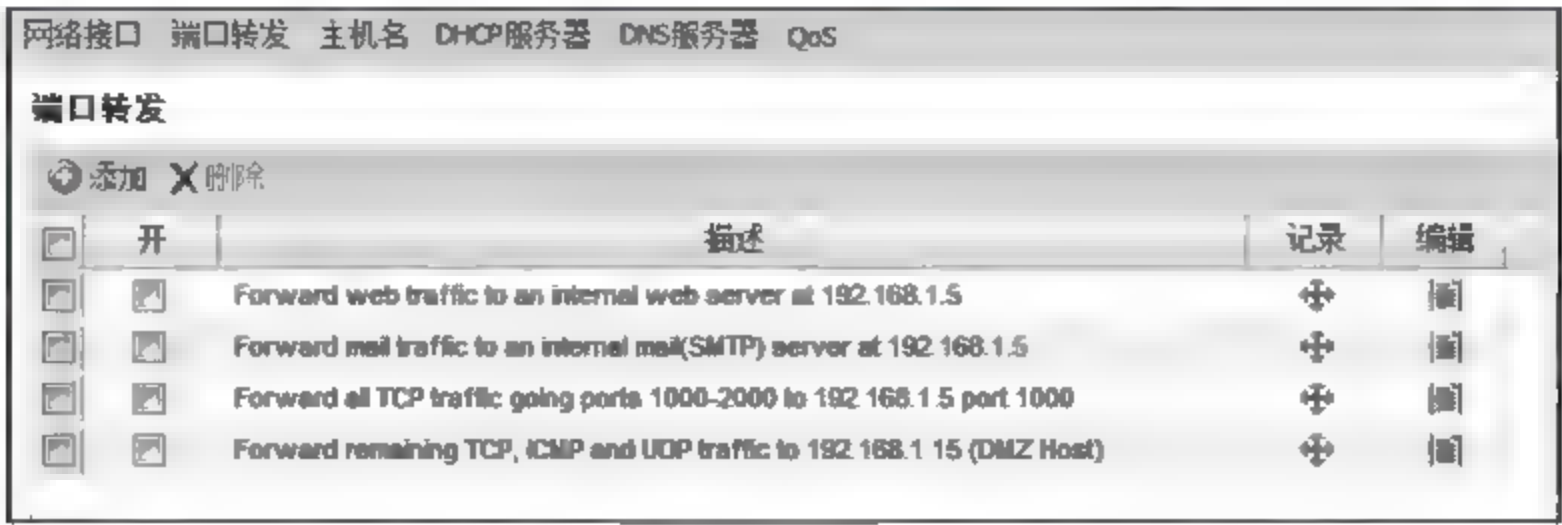 网络接口 端口转发 主机名 DHCP服务器 DNS服务器 QoS
端口转发
添加 删除
开 描述 记录 编辑
Forward web traffic to an internal web server at 192.168.1.5
Forward mail traffic to an internal mail(SMTP) server at 192.168.1.5
Forward all TCP traffic going ports 1000-2000 to 192.168.1.5 port 1000
Forward remaining TCP, ICMP and UDP traffic to 192.168.1.15 (DMZ Host)